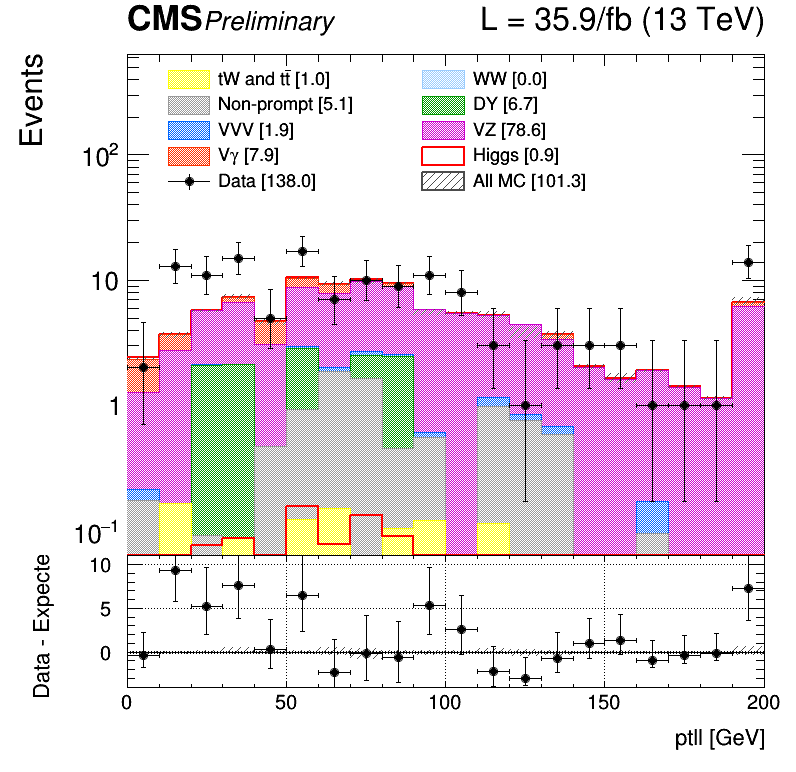 CMS Preliminary L = 35.9/fb (13 TeV)
Events
tW and tt̄ [1.0] WW [0.0]
Non-prompt [5.1] DY [6.7]
VVV [1.9] VZ [78.6]
Vγ [7.9] Higgs [0.9]
Data [138.0] All MC [101.3]
10²
10
1
10⁻¹
Data - Expecte
10
5
0
0 50 100 150 200
ptll [GeV]